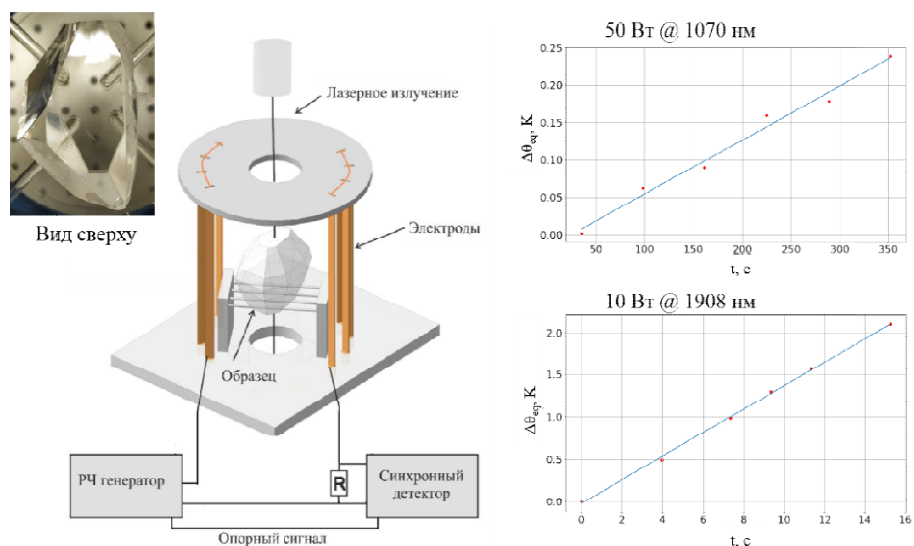 Вид сверху
Лазерное излучение
Электроды
Образец
РЧ генератор
R
Синхронный
детектор
Опорный сигнал
50 Вт @ 1070 нм
Δθeq, K
0.25
0.20
0.15
0.10
0.05
0.00
50 100 150 200 250 300 350
t, с
10 Вт @ 1908 нм
Δθeq, K
2.0
1.5
1.0
0.5
0.0
0 2 4 6 8 10 12 14 16
t, с